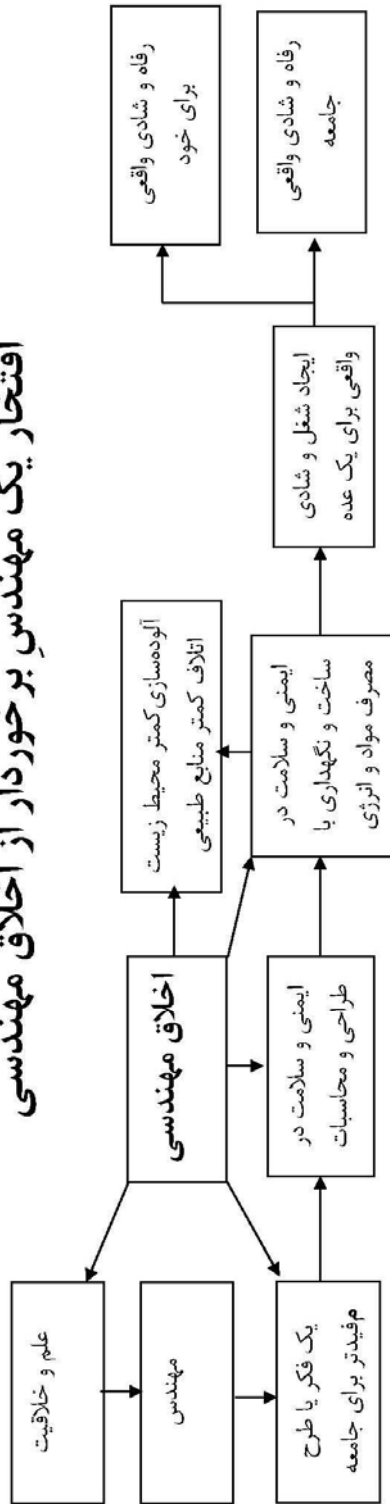 افتخار یک مهندسِ برخوردار از اخلاق مهندسی
علم و خلاقیت
مهندس
یک فکر یا طرح
مفیدتر برای جامعه
اخلاق مهندسی
ایمنی و سلامت در
طراحی و محاسبات
آلوده‌سازی کمتر محیط زیست
اتلاف کمتر منابع طبیعی
ایمنی و سلامت در
ساخت و نگهداری با
مصرف مواد و انرژی
ایجاد شغل و شادی
واقعی برای یک عده
رفاه و شادی واقعی
برای خود
رفاه و شادی واقعی
جامعه